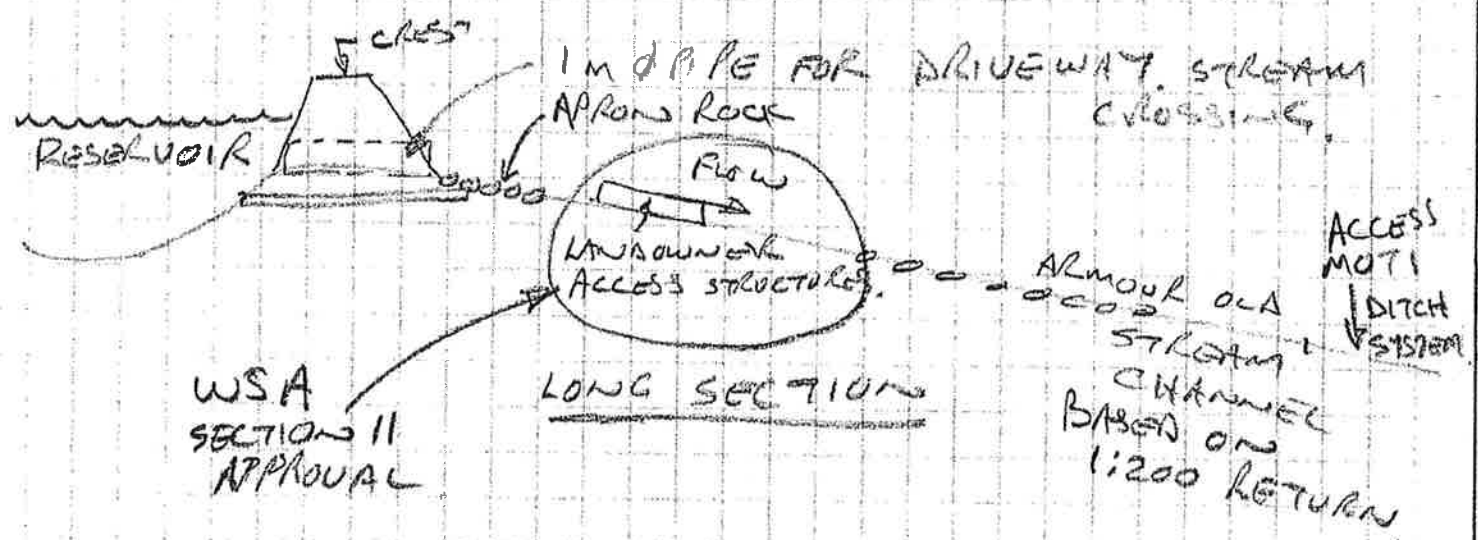 CREST
1 m Ø PIPE FOR DRIVEWAY. STREAM
CROSSING.
APRON ROCK
RESERVOIR
FLOW
LANDOWNER
ACCESS STRUCTURES.
WSA
SECTION 11
APPROVAL
LONG SECTION
ARMOUR OLD
STREAM
CHANNEL
BASED ON
1:200 RETURN
ACCESS
MOTI
DITCH
SYSTEM